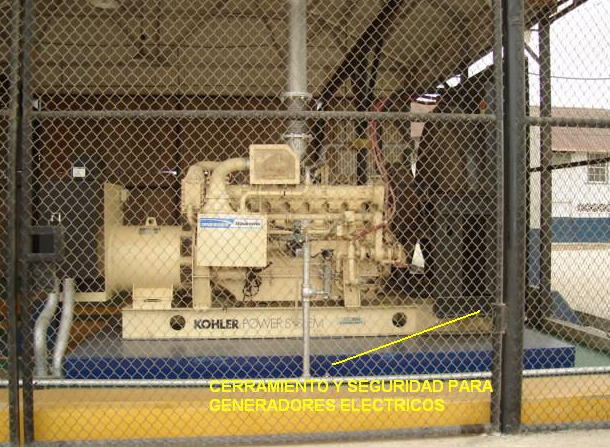 KOHLER POWER SYSTEM
CERRAMIENTO Y SEGURIDAD PARA
GENERADORES ELECTRICOS